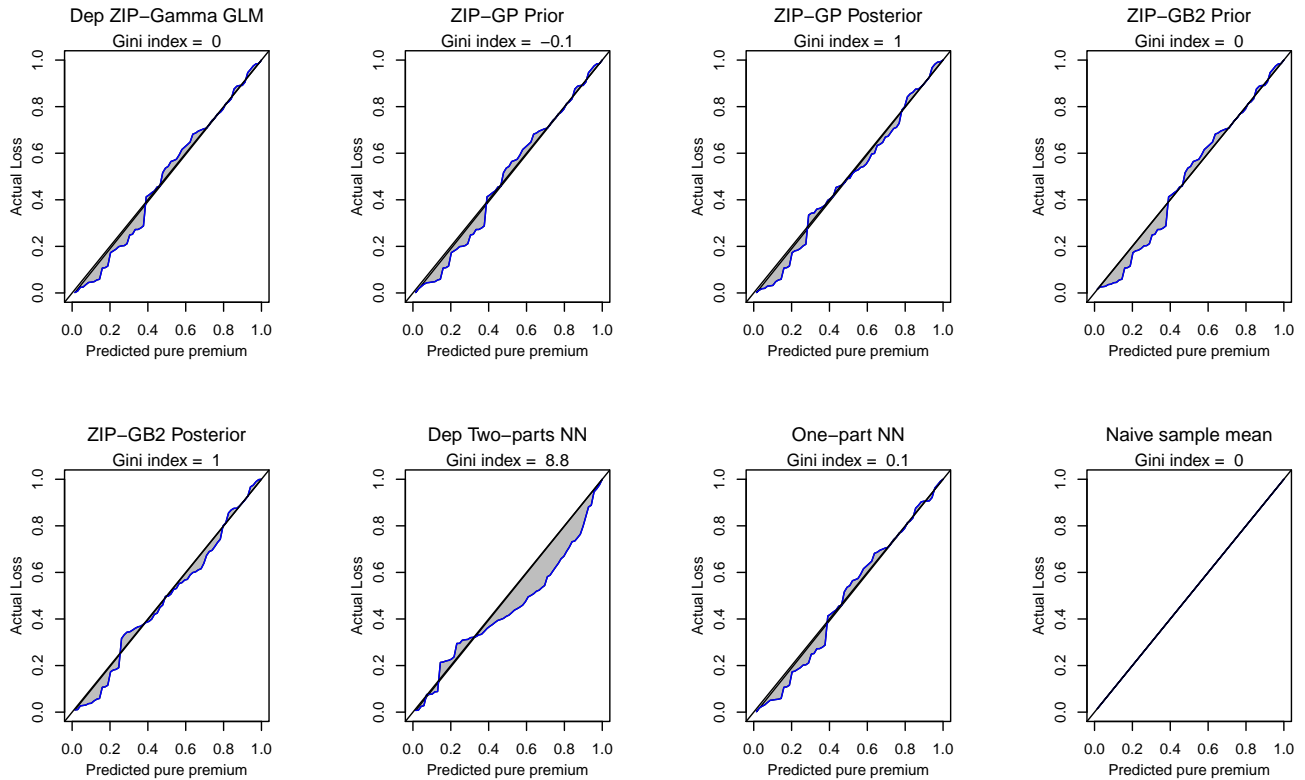 Dep ZIP−Gamma GLM
Gini index = 0
Actual Loss
1.0
0.8
0.6
0.4
0.2
0.0
0.0 0.2 0.4 0.6 0.8 1.0
Predicted pure premium
ZIP−GP Prior
Gini index = −0.1
Actual Loss
1.0
0.8
0.6
0.4
0.2
0.0
0.0 0.2 0.4 0.6 0.8 1.0
Predicted pure premium
ZIP−GP Posterior
Gini index = 1
Actual Loss
1.0
0.8
0.6
0.4
0.2
0.0
0.0 0.2 0.4 0.6 0.8 1.0
Predicted pure premium
ZIP−GB2 Prior
Gini index = 0
Actual Loss
1.0
0.8
0.6
0.4
0.2
0.0
0.0 0.2 0.4 0.6 0.8 1.0
Predicted pure premium
ZIP−GB2 Posterior
Gini index = 1
Actual Loss
1.0
0.8
0.6
0.4
0.2
0.0
0.0 0.2 0.4 0.6 0.8 1.0
Predicted pure premium
Dep Two−parts NN
Gini index = 8.8
Actual Loss
1.0
0.8
0.6
0.4
0.2
0.0
0.0 0.2 0.4 0.6 0.8 1.0
Predicted pure premium
One−part NN
Gini index = 0.1
Actual Loss
1.0
0.8
0.6
0.4
0.2
0.0
0.0 0.2 0.4 0.6 0.8 1.0
Predicted pure premium
Naive sample mean
Gini index = 0
Actual Loss
1.0
0.8
0.6
0.4
0.2
0.0
0.0 0.2 0.4 0.6 0.8 1.0
Predicted pure premium